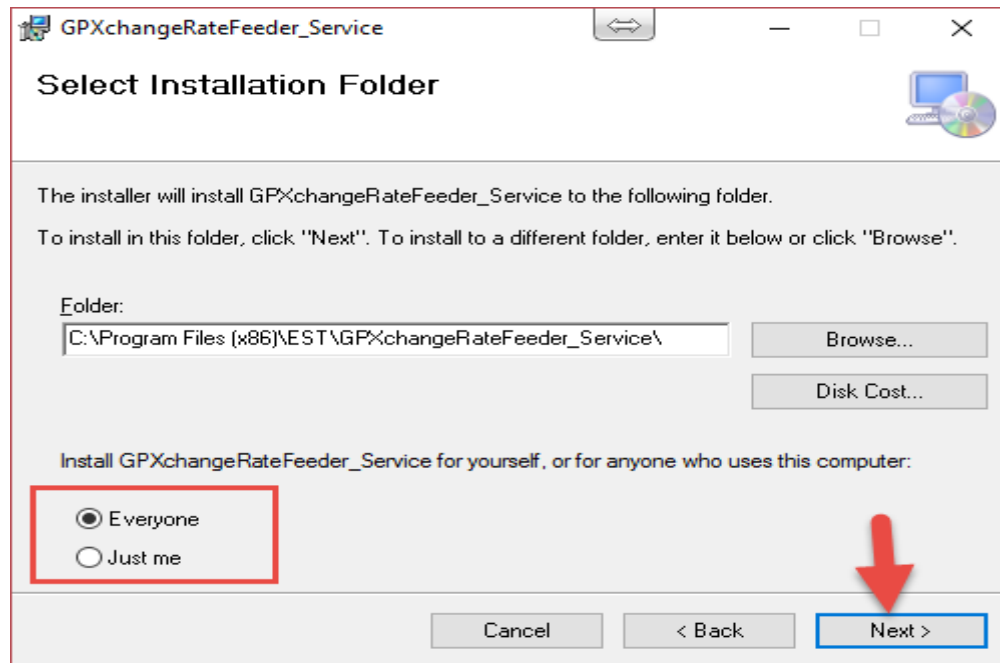 GPXchangeRateFeeder_Service
Select Installation Folder
The installer will install GPXchangeRateFeeder_Service to the following folder.
To install in this folder, click "Next". To install to a different folder, enter it below or click "Browse".
Folder:
C:\Program Files (x86)\EST\GPXchangeRateFeeder_Service\
Browse...
Disk Cost...
Install GPXchangeRateFeeder_Service for yourself, or for anyone who uses this computer:
Everyone
Just me
Cancel
< Back
Next >